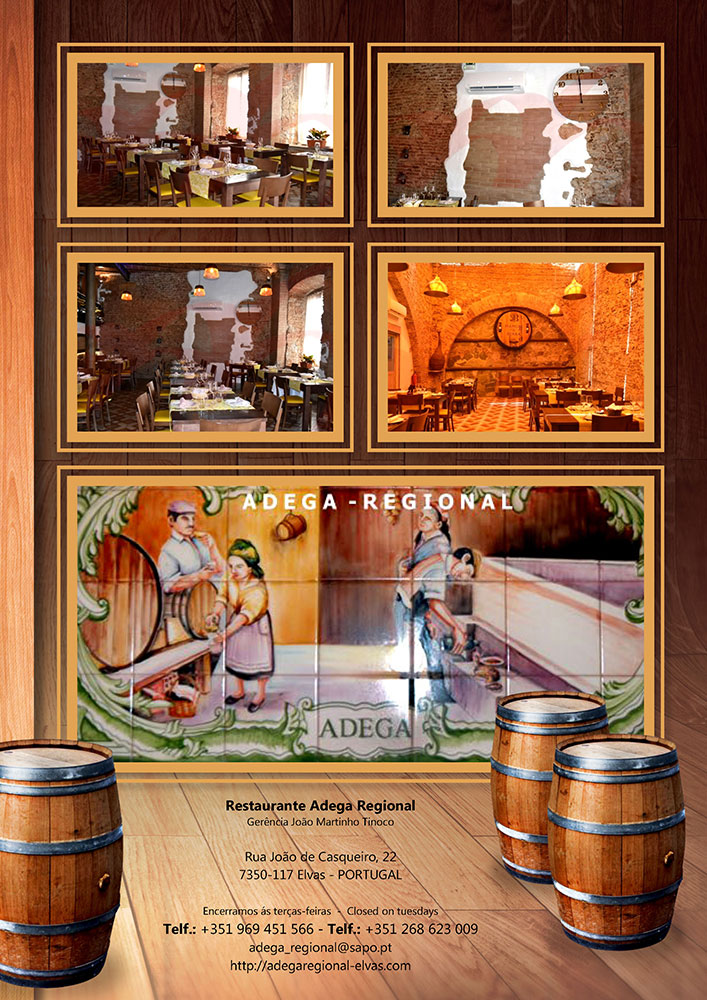 ADEGA - REGIONAL
ADEGA
Restaurante Adega Regional
Gerência João Martinho Tinoco
Rua João de Casqueiro, 22
7350-117 Elvas - PORTUGAL
Encerramos ás terças-feiras - Closed on tuesdays
Telf.: +351 969 451 566 - Telf.: +351 268 623 009
adega_regional@sapo.pt
http://adegaregional-elvas.com